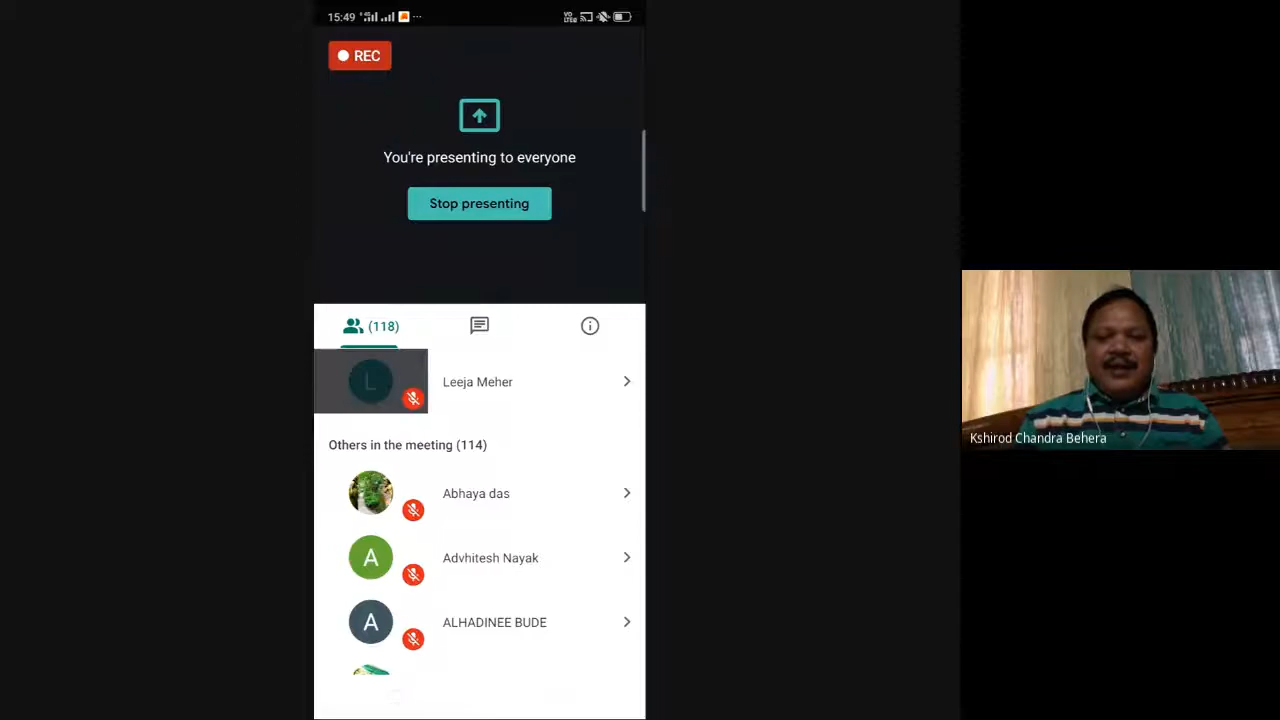 15:49
REC
You're presenting to everyone
Stop presenting
(118)
L
Leeja Meher
Others in the meeting (114)
Abhaya das
A
Advhitesh Nayak
A
ALHADINEE BUDE
Kshirod Chandra Behera